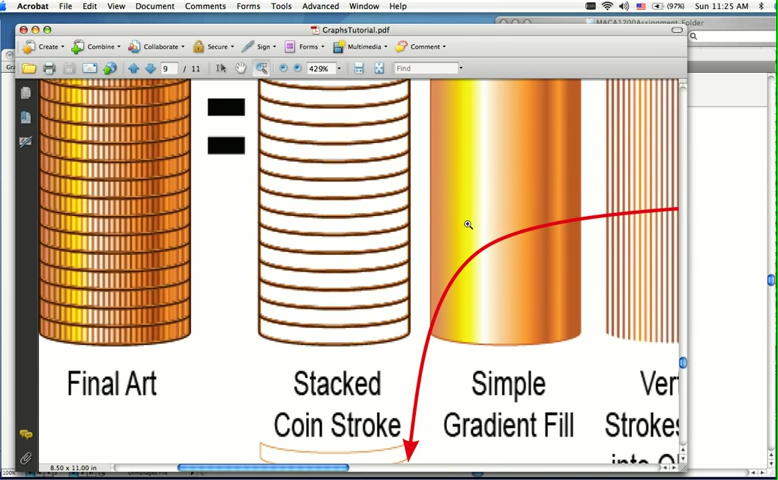 Acrobat File Edit View Document Comments Forms Tools Advanced Window Help (97%) Sun 11:25 AM
GraphsTutorial.pdf
Create Combine Collaborate Secure Sign Forms Multimedia Comment
9 / 11 429% Find
Final Art
Stacked
Coin Stroke
Simple
Gradient Fill
Ver
Strokes
into O
8.50 x 11.00 in